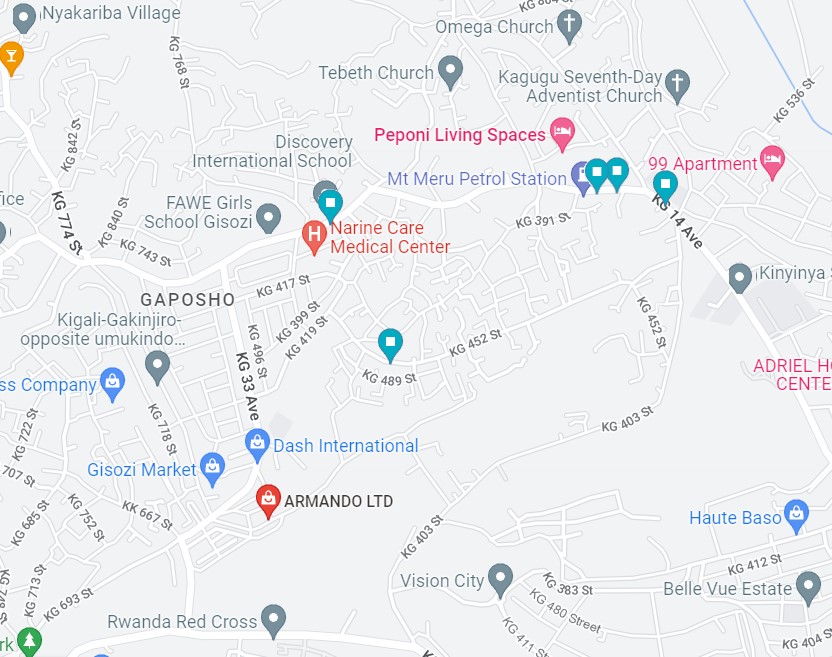 KG 804 St
Nyakariba Village
Omega Church
KG 768 St
Tebeth Church
Kagugu Seventh-Day
Adventist Church
KG 536 St
KG 842 St
Discovery
International School
Peponi Living Spaces
Mt Meru Petrol Station
99 Apartment
fice
FAWE Girls
School Gisozi
KG 774 St
KG 840 St
KG 743 St
Narine Care
Medical Center
KG 391 St
KG 14 Ave
Kinyinya S
KG 417 St
GAPOSHO
KG 399 St
KG 419 St
Kigali-Gakinjiro-
opposite umukindo...
KG 496 St
KG 33 Ave
KG 452 St
KG 452 St
KG 489 St
ADRIEL HO
CENTE
ss Company
KG 722 St
KG 778 St
KG 403 St
Dash International
Gisozi Market
707 St
ARMANDO LTD
KG 685 St
KG 752 St
KK 667 St
KG 403 St
Haute Baso
KG 412 St
KG 713 St
KG 693 St
Vision City
KG 383 St
KG 480 Street
Belle Vue Estate
Rwanda Red Cross
KG 411 St
KG 404 St
rk